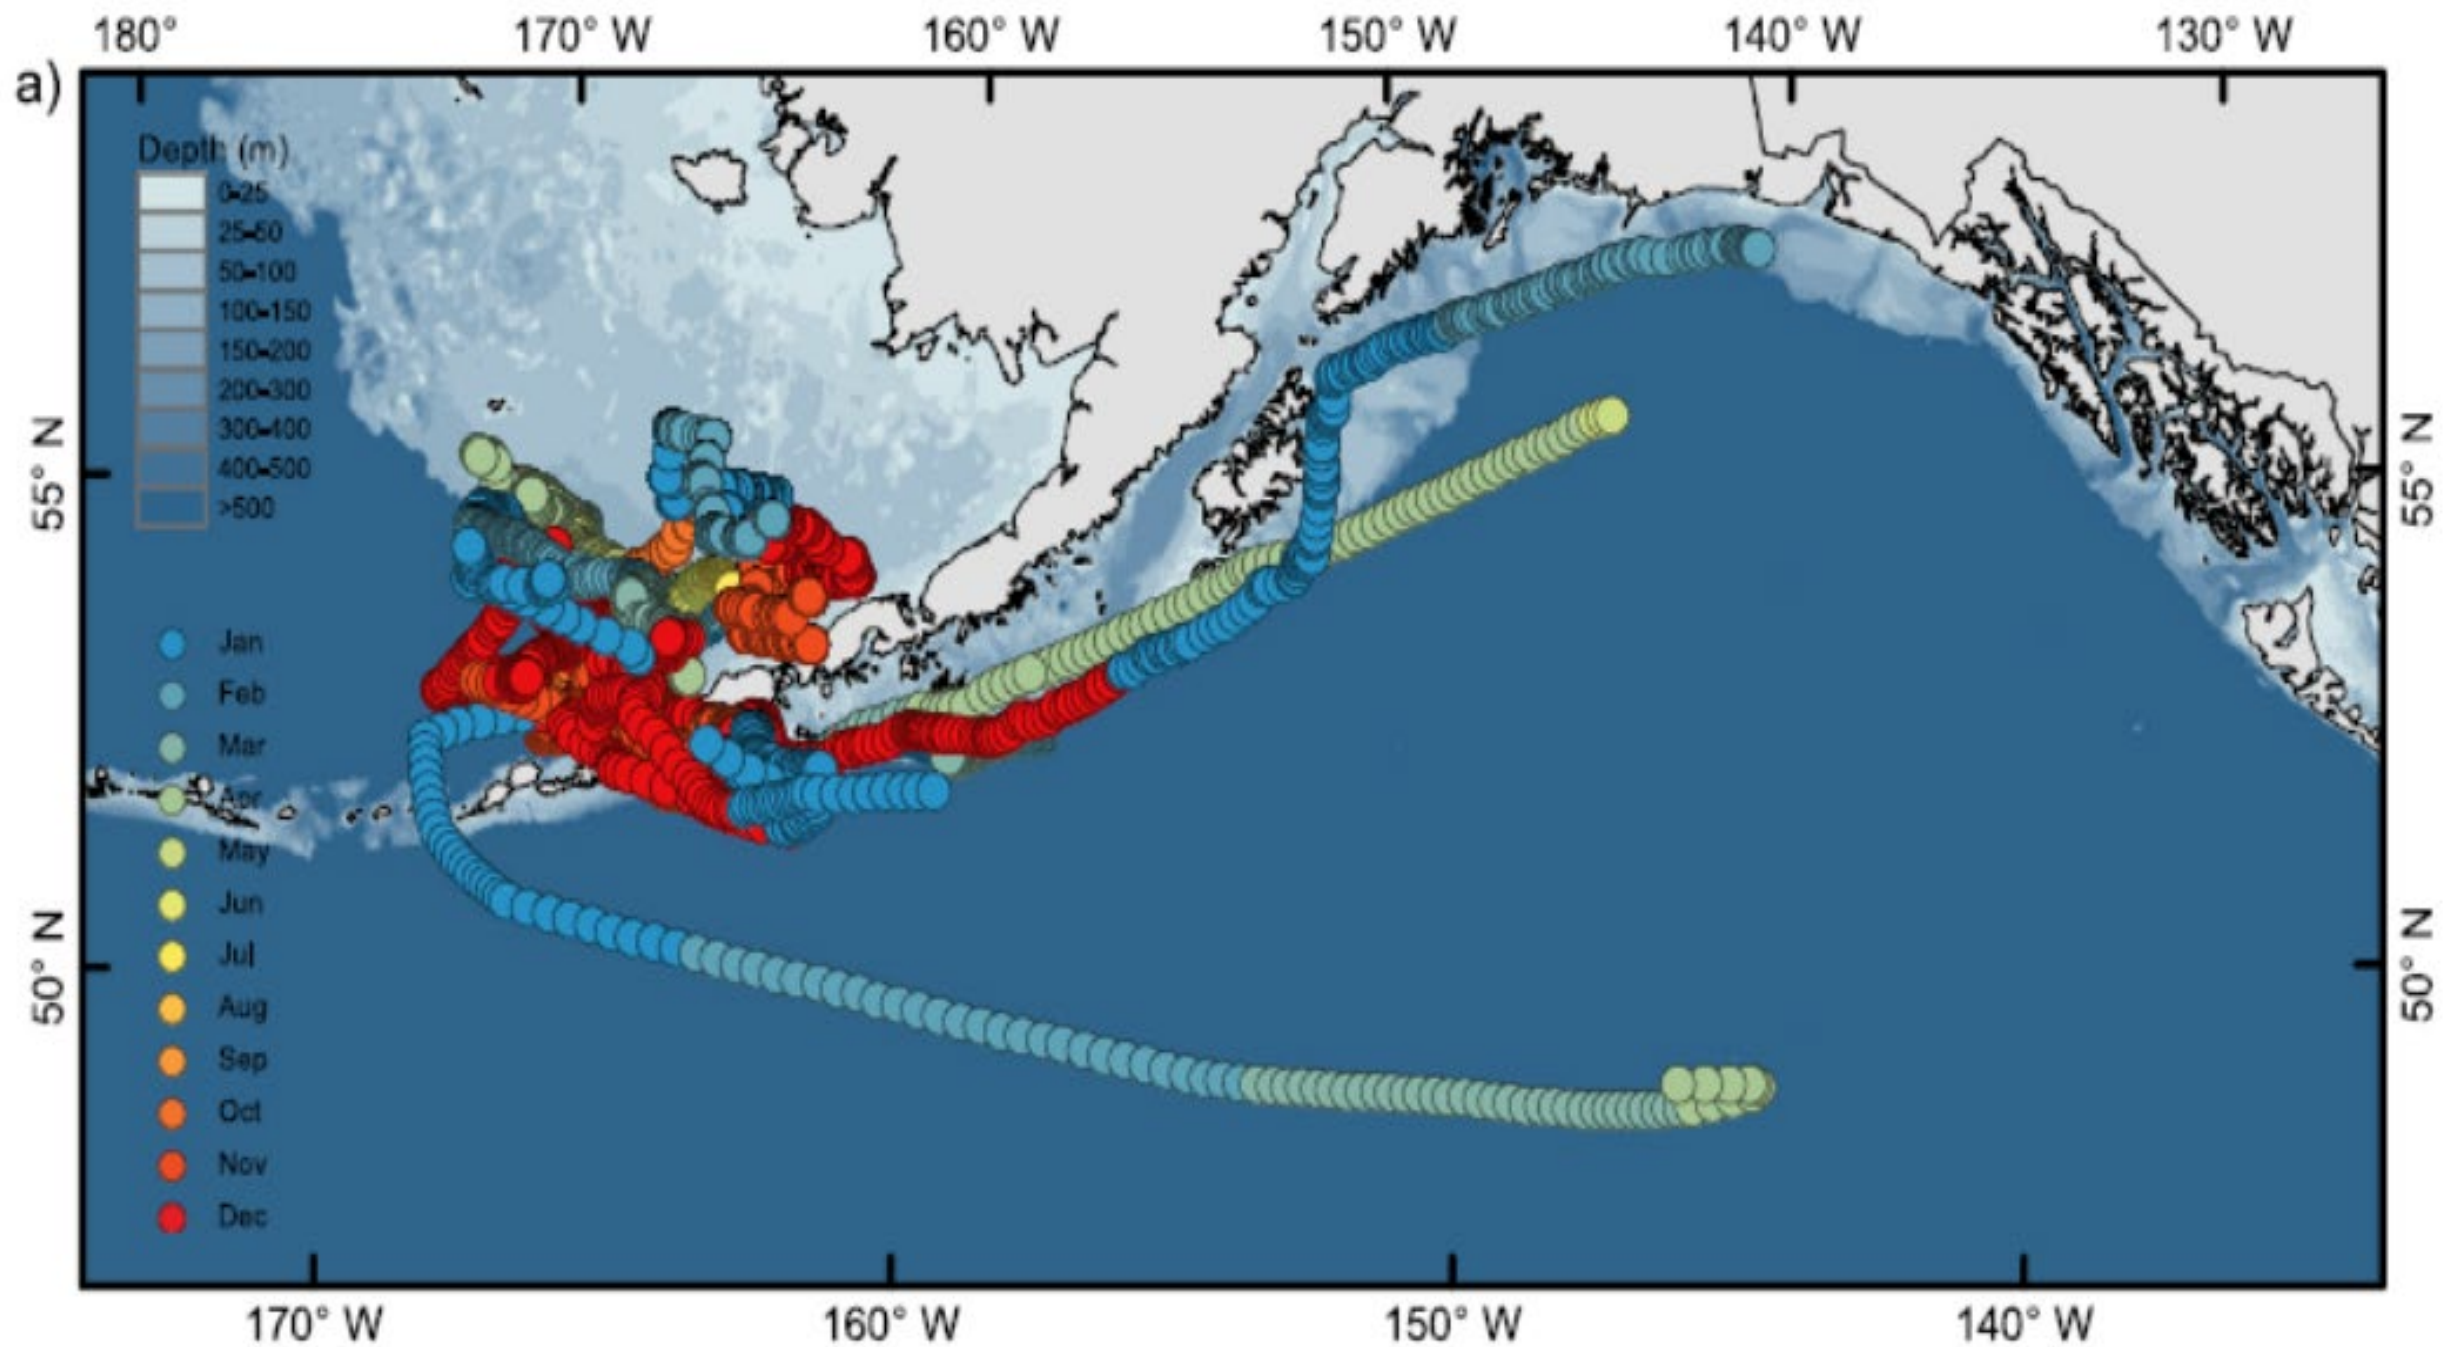 180° 170° W 160° W 150° W 140° W 130° W
a)
Depth (m)
0-25
25-50
50-100
100-150
150-200
200-300
300-400
400-500
>500
55° N
55° N
Jan
Feb
Mar
Apr
May
Jun
Jul
Aug
Sep
Oct
Nov
Dec
50° N
50° N
170° W 160° W 150° W 140° W